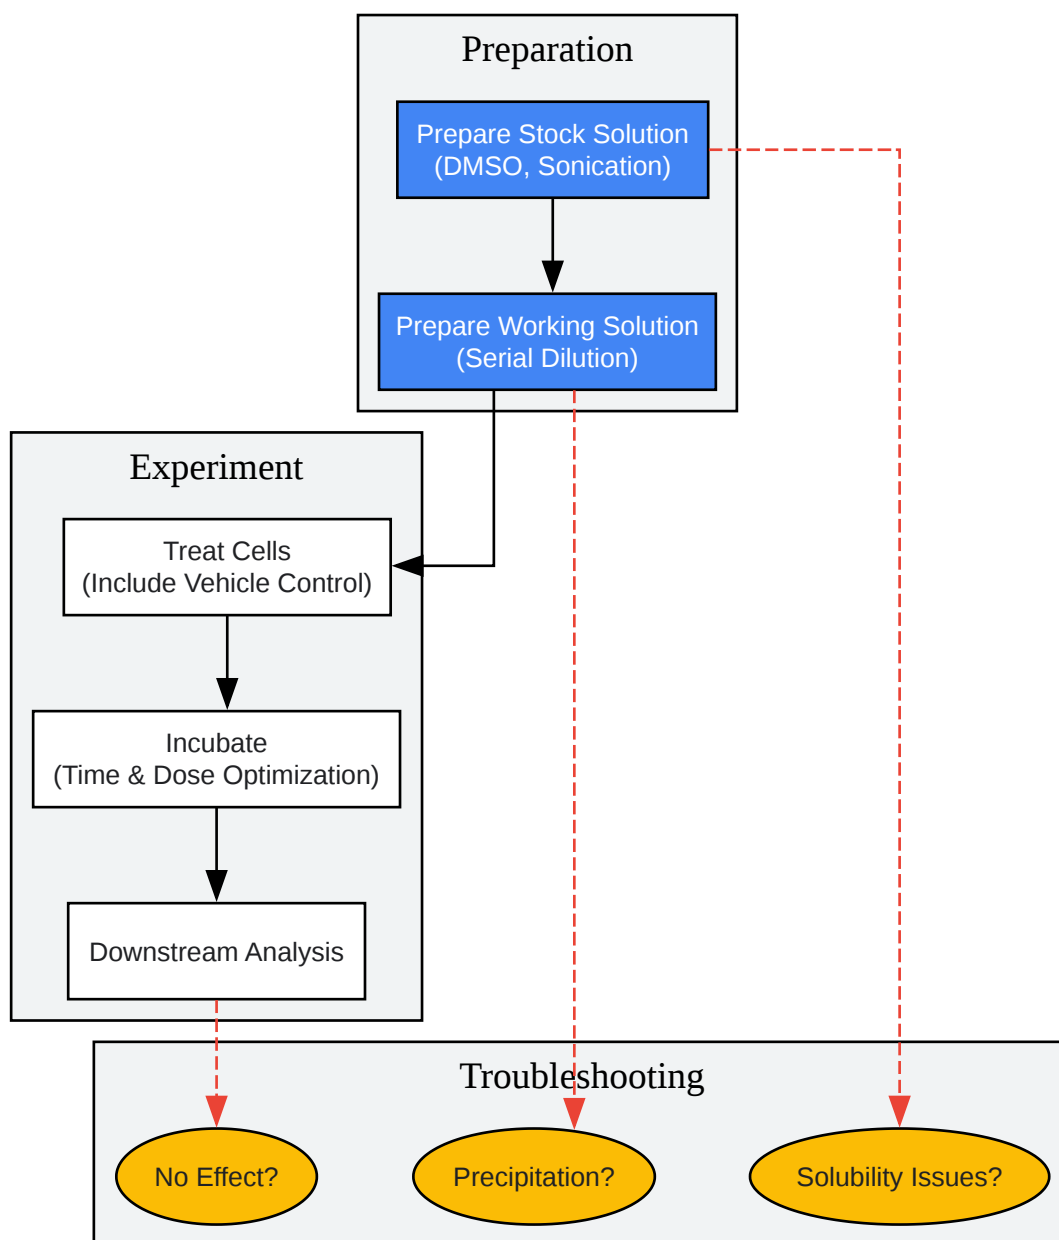 Preparation
Prepare Stock Solution
(DMSO, Sonication)
Prepare Working Solution
(Serial Dilution)
Experiment
Treat Cells
(Include Vehicle Control)
Incubate
(Time & Dose Optimization)
Downstream Analysis
Troubleshooting
No Effect?
Precipitation?
Solubility Issues?